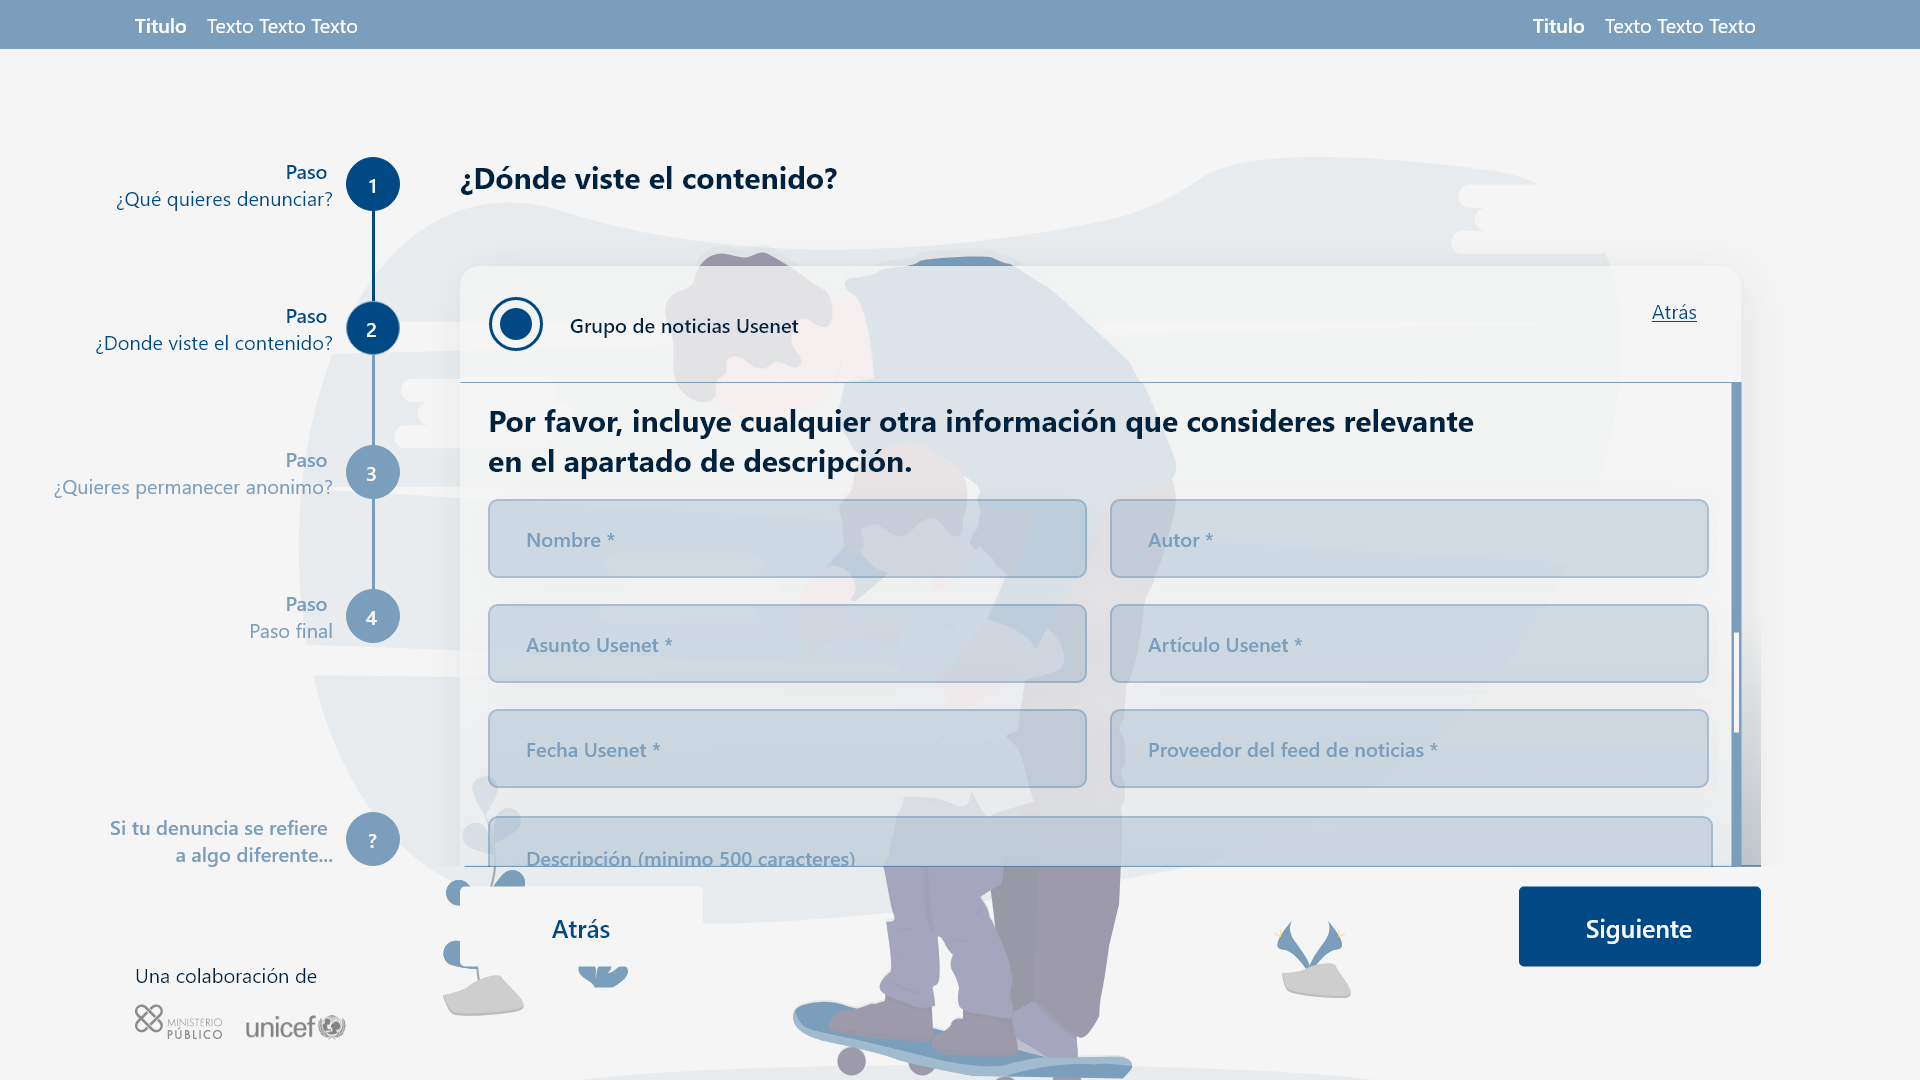 Titulo Texto Texto Texto
Titulo Texto Texto Texto
Paso
¿Qué quieres denunciar?
1
Paso
¿Donde viste el contenido?
2
Paso
¿Quieres permanecer anonimo?
3
Paso
Paso final
4
Si tu denuncia se refiere
a algo diferente...
?
Una colaboración de
MINISTERIO
PÚBLICO
unicef
¿Dónde viste el contenido?
Grupo de noticias Usenet
Atrás
Por favor, incluye cualquier otra información que consideres relevante
en el apartado de descripción.
Nombre *
Autor *
Asunto Usenet *
Artículo Usenet *
Fecha Usenet *
Proveedor del feed de noticias *
Descripción (minimo 500 caracteres)
Atrás
Siguiente